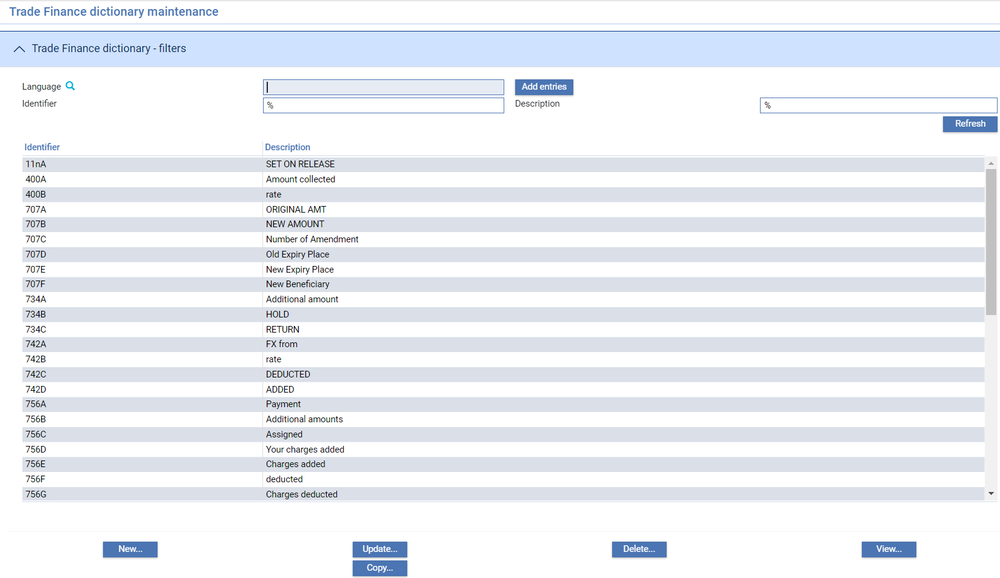 Trade Finance dictionary maintenance
Trade Finance dictionary - filters
Language Add entries
Identifier % Description %
Refresh
Identifier Description
11nA SET ON RELEASE
400A Amount collected
400B rate
707A ORIGINAL AMT
707B NEW AMOUNT
707C Number of Amendment
707D Old Expiry Place
707E New Expiry Place
707F New Beneficiary
734A Additional amount
734B HOLD
734C RETURN
742A FX from
742B rate
742C DEDUCTED
742D ADDED
756A Payment
756B Additional amounts
756C Assigned
756D Your charges added
756E Charges added
756F deducted
756G Charges deducted
New... Update... Delete... View...
Copy...